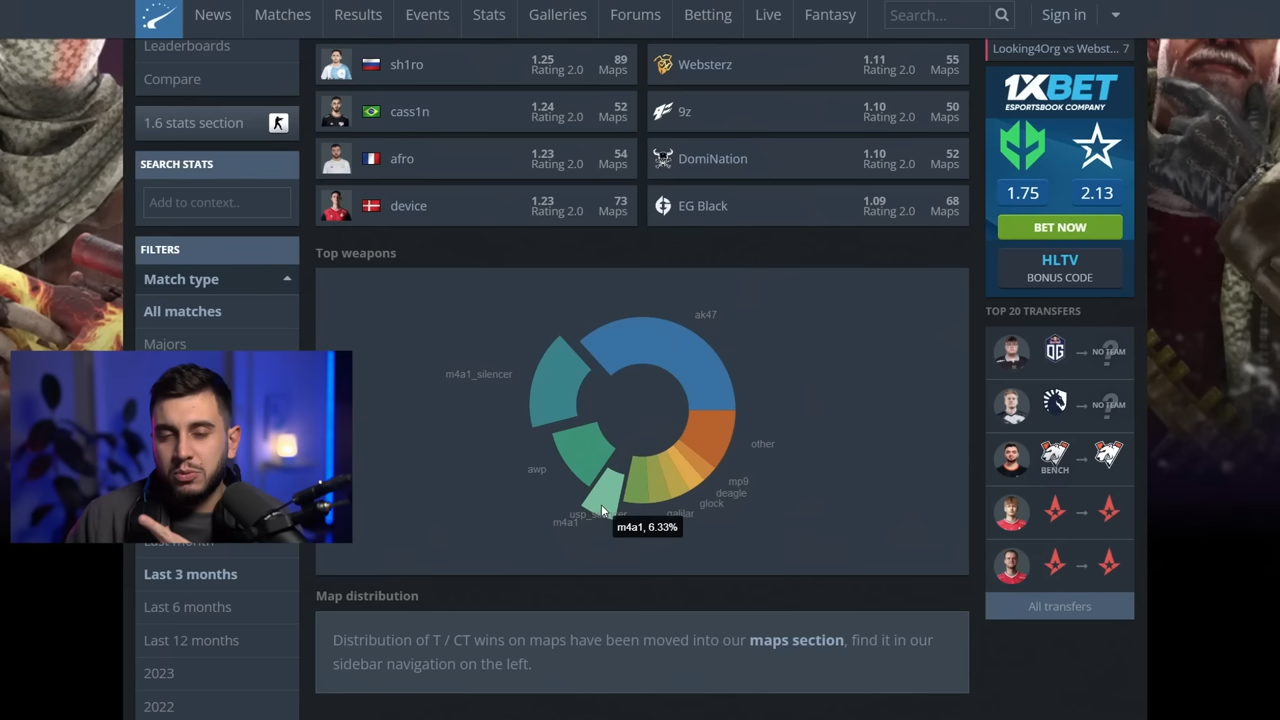 News Matches Results Events Stats Galleries Forums Betting Live Fantasy Search... Sign in
Leaderboards
Compare
1.6 stats section
SEARCH STATS
Add to context..
FILTERS
Match type
All matches
Majors
Last 3 months
Last 6 months
Last 12 months
2023
2022
sh1ro 1.25 Rating 2.0 89 Maps
Websterz 1.11 Rating 2.0 55 Maps
cass1n 1.24 Rating 2.0 52 Maps
9z 1.10 Rating 2.0 50 Maps
afro 1.23 Rating 2.0 54 Maps
DomiNation 1.10 Rating 2.0 52 Maps
device 1.23 Rating 2.0 73 Maps
EG Black 1.09 Rating 2.0 68 Maps
Top weapons
ak47
m4a1_silencer
other
awp
mp9
deagle
glock
galilar
m4a1
m4a1, 6.33%
Map distribution
Distribution of T / CT wins on maps have been moved into our maps section, find it in our
sidebar navigation on the left.
Looking4Org vs Webst... 7
1XBET
ESPORTSBOOK COMPANY
1.75 2.13
BET NOW
HLTV
BONUS CODE
TOP 20 TRANSFERS
OG NO TEAM ?
NO TEAM ?
BENCH
All transfers